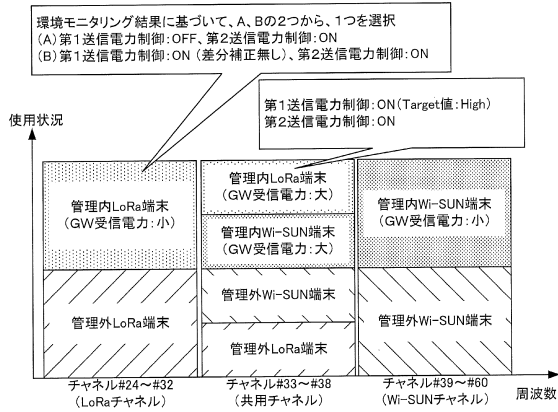 環境モニタリング結果に基づいて、A、Bの2つから、1つを選択
(A)第1送信電力制御:OFF、第2送信電力制御:ON
(B)第1送信電力制御:ON (差分補正無し)、第2送信電力制御:ON
第1送信電力制御:ON(Target値:High)
第2送信電力制御:ON
使用状況
管理内LoRa端末
(GW受信電力:小)
管理外LoRa端末
管理内LoRa端末
(GW受信電力:大)
管理内Wi-SUN端末
(GW受信電力:大)
管理外Wi-SUN端末
管理外LoRa端末
管理内Wi-SUN端末
(GW受信電力:小)
管理外Wi-SUN端末
チャネル#24～#32
(LoRaチャネル)
チャネル#33～#38
(共用チャネル)
チャネル#39～#60
(Wi-SUNチャネル)
周波数